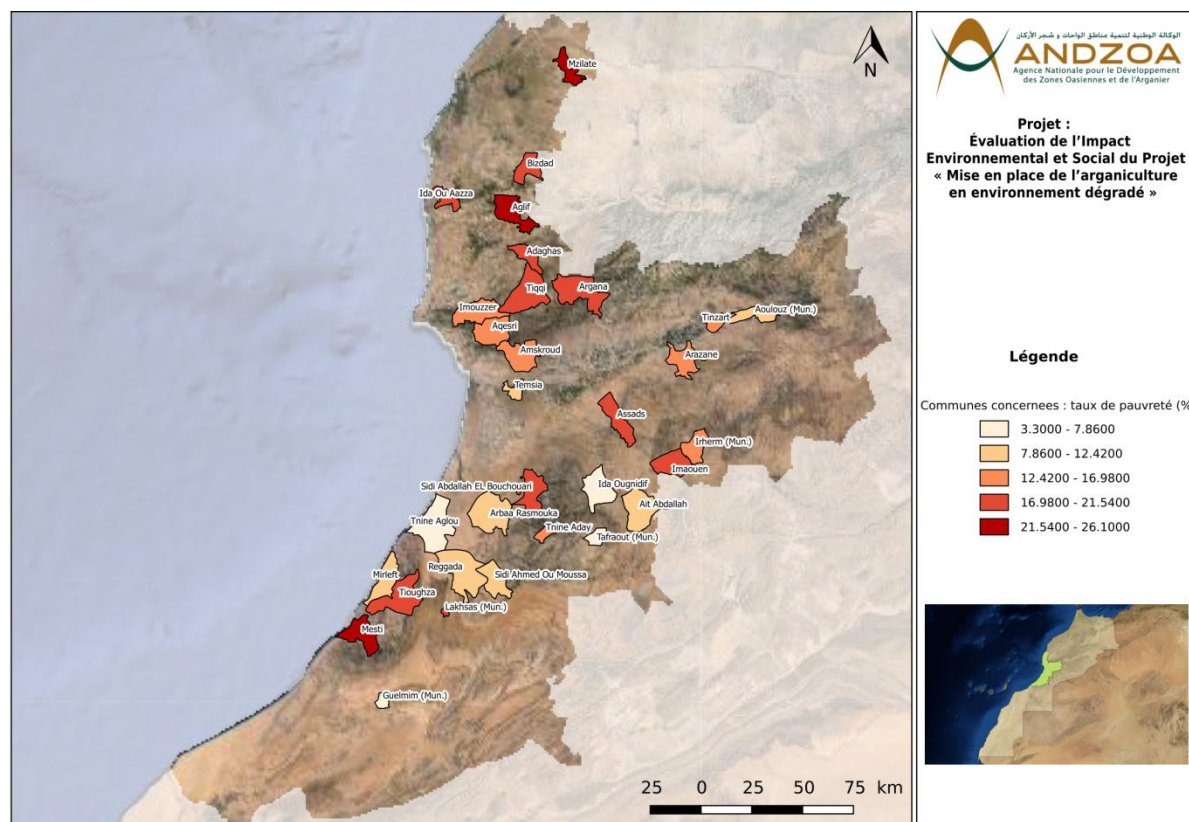 Mzilate
N
Bizdad
Ida Ou Aazza
Aglif
Adaghas
Tiqqi
Argana
Imouzzer
Aqesri
Tinzart
Aoulouz (Mun.)
Amskroud
Arazane
Temsia
Assads
Irherm (Mun.)
Imaouen
Sidi Abdallah EL Bouchouari
Ida Ougnidif
Arbaa Rasmouka
Ait Abdallah
Tnine Aglou
Tnine Aday
Tafraout (Mun.)
Mirleft
Reggada
Sidi Ahmed Ou Moussa
Tioughza
Lakhsas (Mun.)
Mesti
Guelmim (Mun.)
25 0 25 50 75 km
الوكالة الوطنية لتنمية مناطق الواحات و شجر الأركان
ANDZOA
Agence Nationale pour le Développement
des Zones Oasiennes et de l'Arganier
Projet :
Évaluation de l'Impact
Environnemental et Social du Projet
« Mise en place de l'arganiculture
en environnement dégradé »
Légende
Communes concernees : taux de pauvreté (%
3.3000 - 7.8600
7.8600 - 12.4200
12.4200 - 16.9800
16.9800 - 21.5400
21.5400 - 26.1000